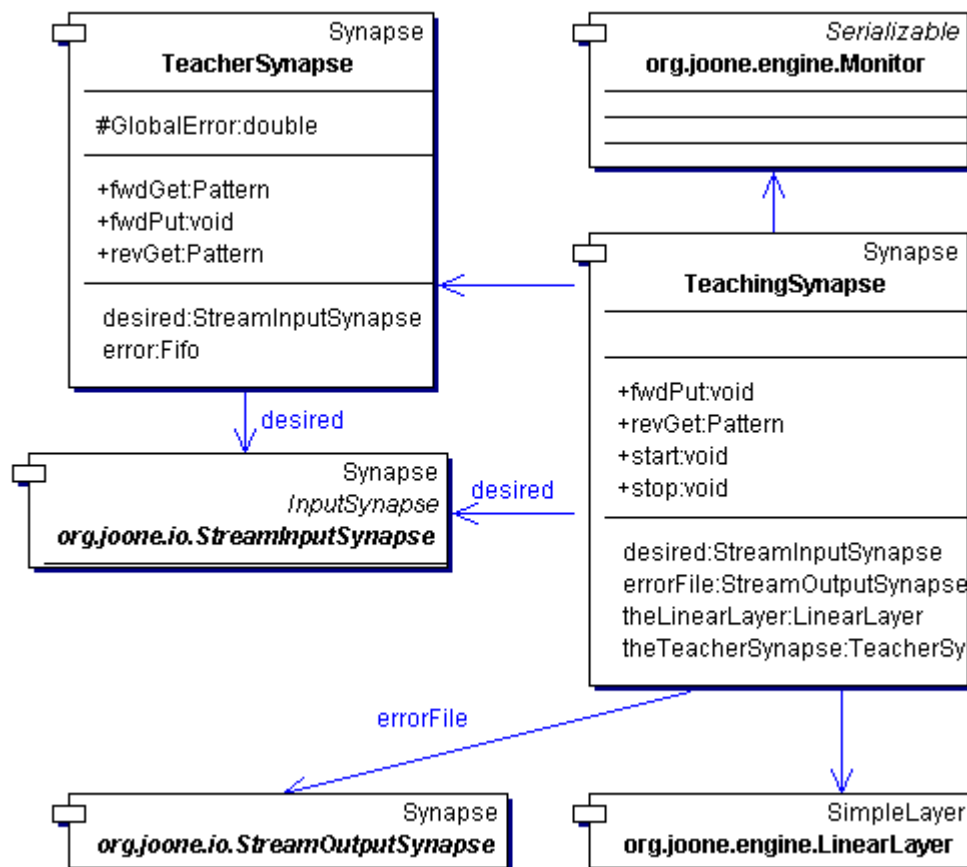 Synapse
TeacherSynapse
#GlobalError:double
+fwdGet:Pattern
+fwdPut:void
+revGet:Pattern
desired:StreamInputSynapse
error:Fifo
Serializable
org.joone.engine.Monitor
Synapse
TeachingSynapse
+fwdPut:void
+revGet:Pattern
+start:void
+stop:void
desired:StreamInputSynapse
errorFile:StreamOutputSynapse
theLinearLayer:LinearLayer
theTeacherSynapse:TeacherSy
desired
desired
Synapse
InputSynapse
org.joone.io.StreamInputSynapse
errorFile
Synapse
org.joone.io.StreamOutputSynapse
SimpleLayer
org.joone.engine.LinearLayer